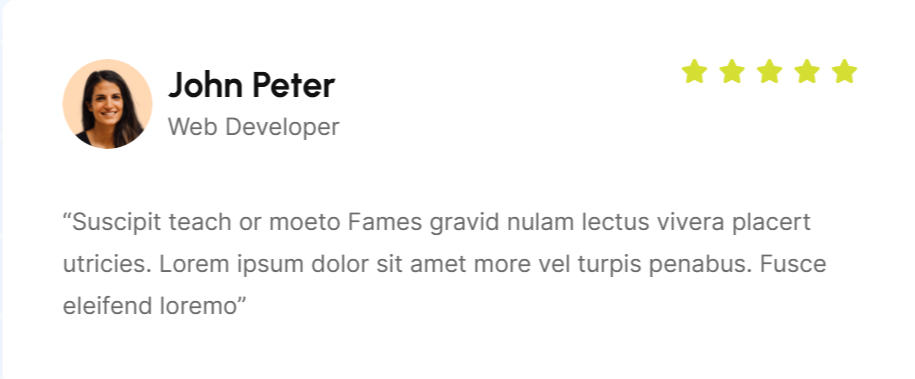 John Peter
Web Developer
“Suscipit teach or moeto Fames gravid nulam lectus vivera placert
utricies. Lorem ipsum dolor sit amet more vel turpis penabus. Fusce
eleifend loremo”